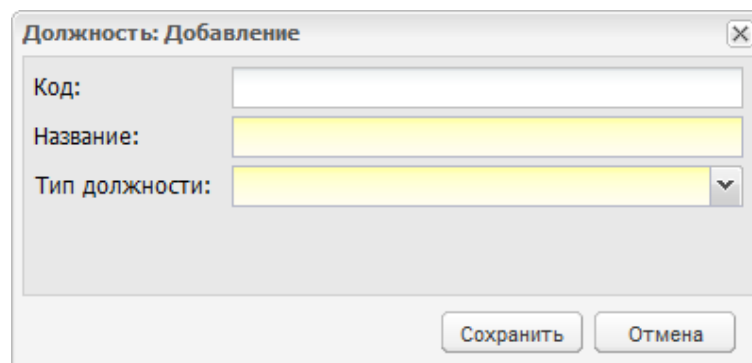 Должность: Добавление
Код:
Название:
Тип должности:
Сохранить Отмена